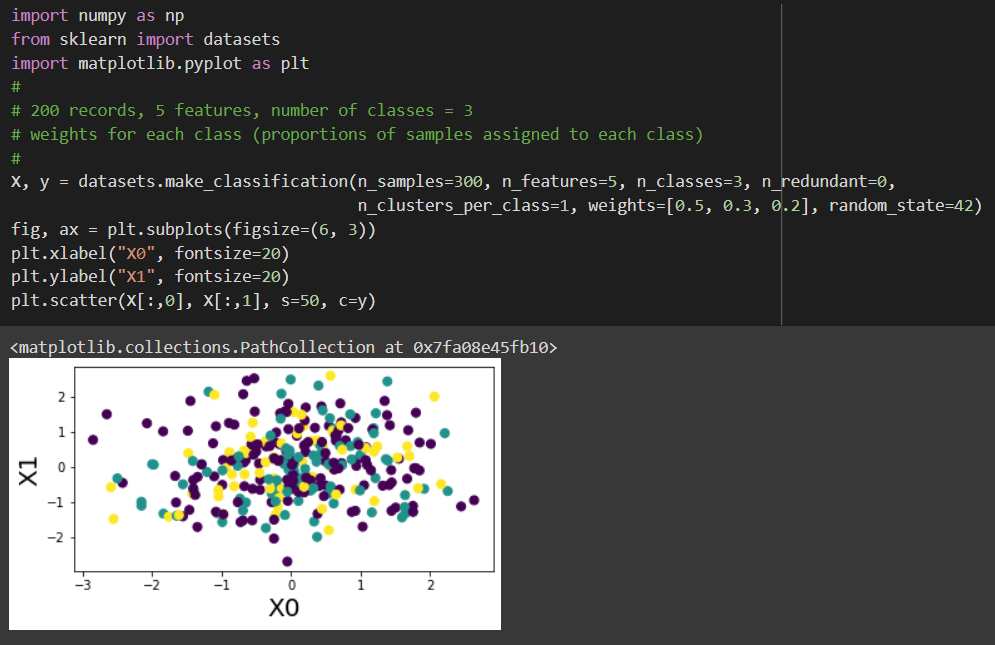 import numpy as np
from sklearn import datasets
import matplotlib.pyplot as plt
#
# 200 records, 5 features, number of classes = 3
# weights for each class (proportions of samples assigned to each class)
#
X, y = datasets.make_classification(n_samples=300, n_features=5, n_classes=3, n_redundant=0,
n_clusters_per_class=1, weights=[0.5, 0.3, 0.2], random_state=42)
fig, ax = plt.subplots(figsize=(6, 3))
plt.xlabel("X0", fontsize=20)
plt.ylabel("X1", fontsize=20)
plt.scatter(X[:,0], X[:,1], s=50, c=y)
<matplotlib.collections.PathCollection at 0x7fa08e45fb10>
2
1
0
−1
−2
X1
−3 −2 −1 0 1 2
X0